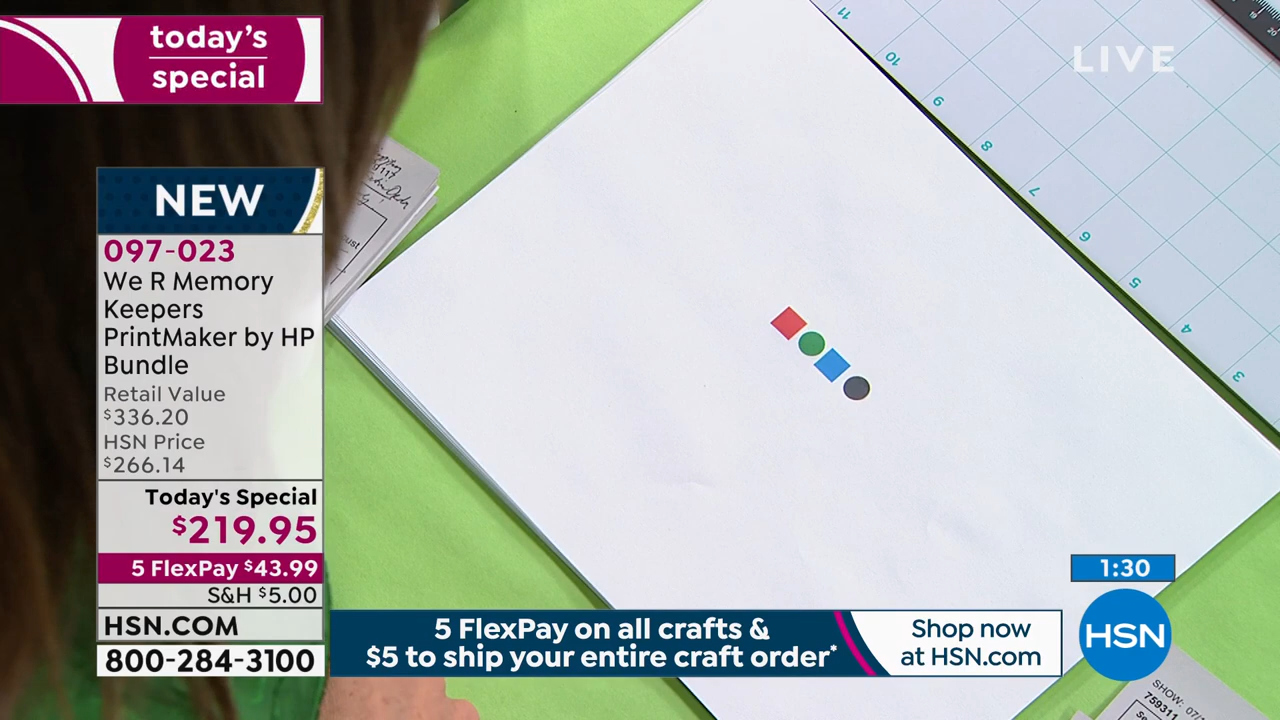 today's
special
LIVE
NEW
097-023
We R Memory
Keepers
PrintMaker by HP
Bundle
Retail Value
$336.20
HSN Price
$266.14
Today's Special
$219.95
5 FlexPay $43.99
S&H $5.00
HSN.COM
800-284-3100
11
10
9
8
7
6
5
4
3
5 FlexPay on all crafts &
$5 to ship your entire craft order*
Shop now
at HSN.com
1:30
HSN
SHOW: 07/